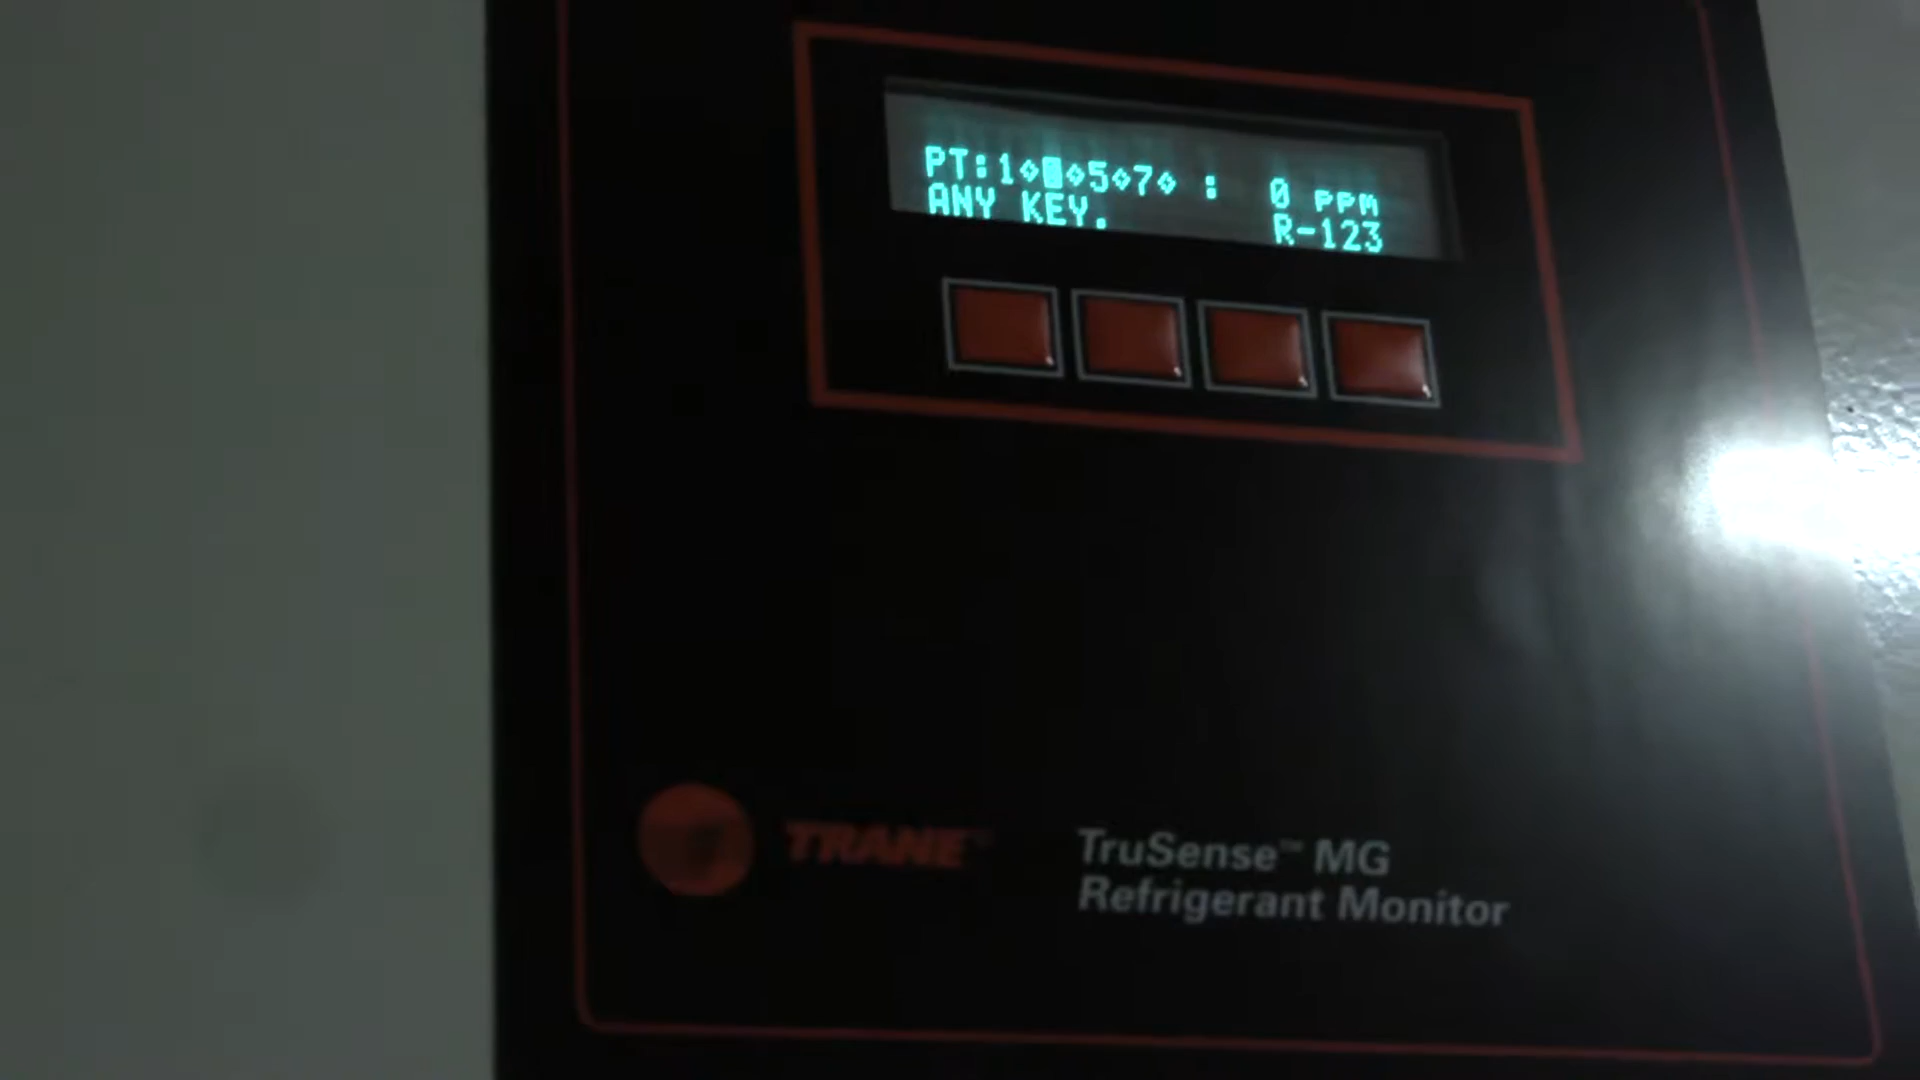 PT:1⋄█⋄5⋄7⋄ : 0 ppm
ANY KEY. R-123
TRANE
TruSense™ MG
Refrigerant Monitor